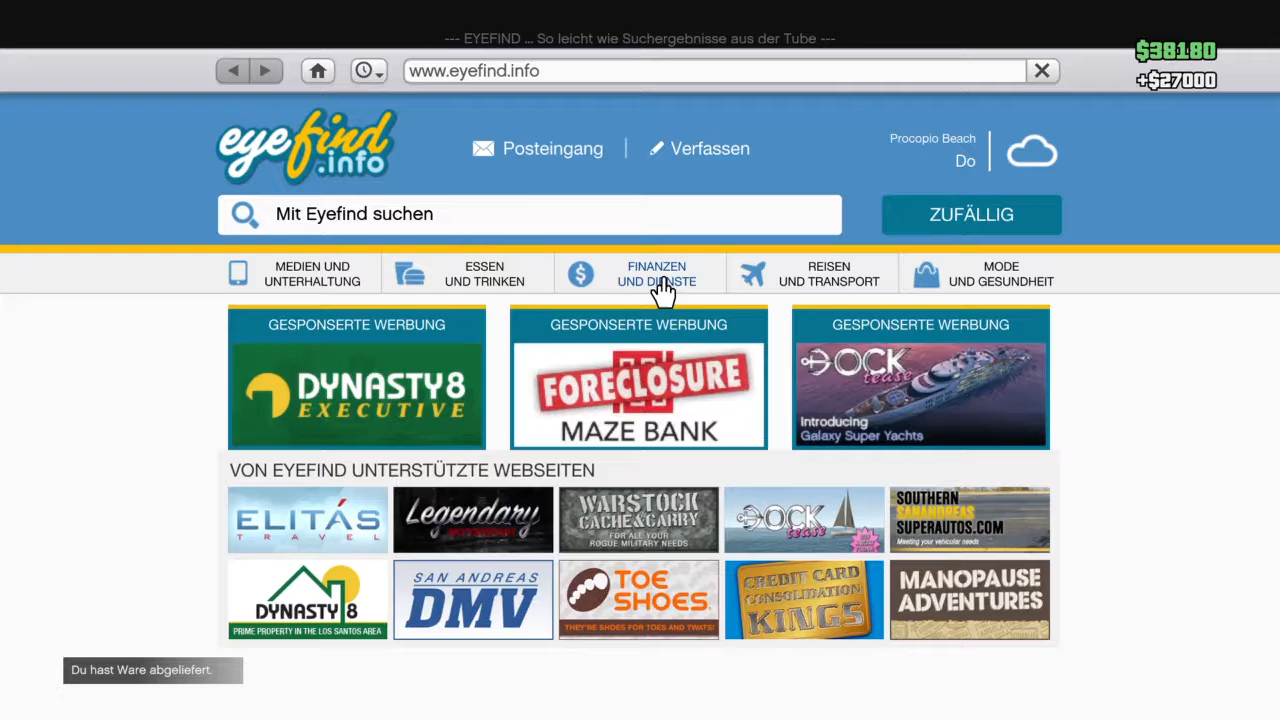 --- EYEFIND ... So leicht wie Suchergebnisse aus der Tube ---
$38180
www.eyefind.info
+$27000
eyefind
.info
Posteingang
Verfassen
Procopio Beach
Do
Mit Eyefind suchen
ZUFÄLLIG
MEDIEN UND
UNTERHALTUNG
ESSEN
UND TRINKEN
FINANZEN
UND DIENSTE
REISEN
UND TRANSPORT
MODE
UND GESUNDHEIT
GESPONSERTE WERBUNG
DYNASTY8
EXECUTIVE
GESPONSERTE WERBUNG
FORECLOSURE
MAZE BANK
GESPONSERTE WERBUNG
DOCK
tease
Introducing
Galaxy Super Yachts
VON EYEFIND UNTERSTÜTZTE WEBSEITEN
ELITÁS
TRAVEL
Legendary
MOTORSPORT
WARSTOCK
CACHE&CARRY
FOR ALL YOUR
ROGUE MILITARY NEEDS
DOCK
tease
SOUTHERN
SANANDREAS
SUPERAUTOS.COM
Meeting your vehicular needs
DYNASTY 8
PRIME PROPERTY IN THE LOS SANTOS AREA
SAN ANDREAS
DMV
TOE
SHOES
THEY'RE SHOES FOR TOES AND TWATS!
CREDIT CARD
CONSOLIDATION
KINGS
MANOPAUSE
ADVENTURES
Du hast Ware abgeliefert.